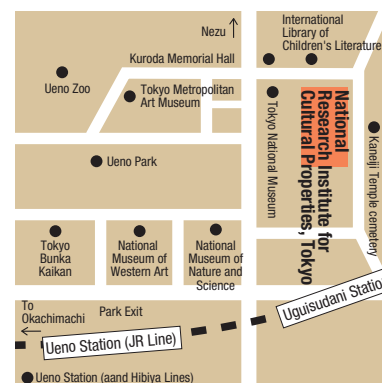 Nezu
International
Library of
Children's Literature
Kuroda Memorial Hall
Ueno Zoo
Tokyo Metropolitan
Art Museum
Tokyo National Museum
National
Research Institute for
Cultural Properties, Tokyo
Kaneiji Temple cemetery
Ueno Park
Tokyo
Bunka
Kaikan
National
Museum of
Western Art
National
Museum of
Nature and
Science
To
Okachimachi
Park Exit
Uguisudani Statio
Ueno Station (JR Line)
Ueno Station (aand Hibiya Lines)